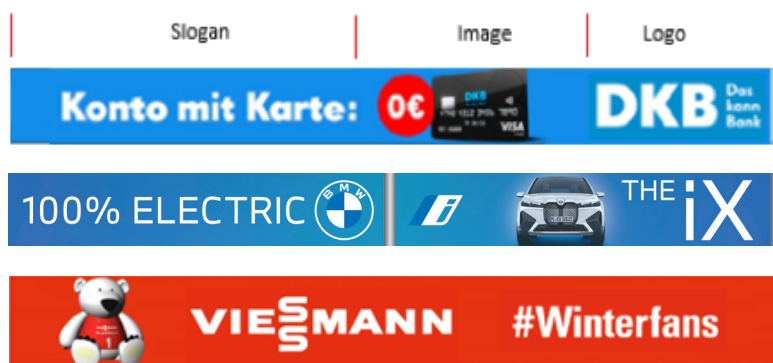 Slogan Image Logo
Konto mit Karte: 0€ DKB VISA DKB Das kann Bank
100% ELECTRIC BMW i THE iX
1 VIESSMANN #Winterfans